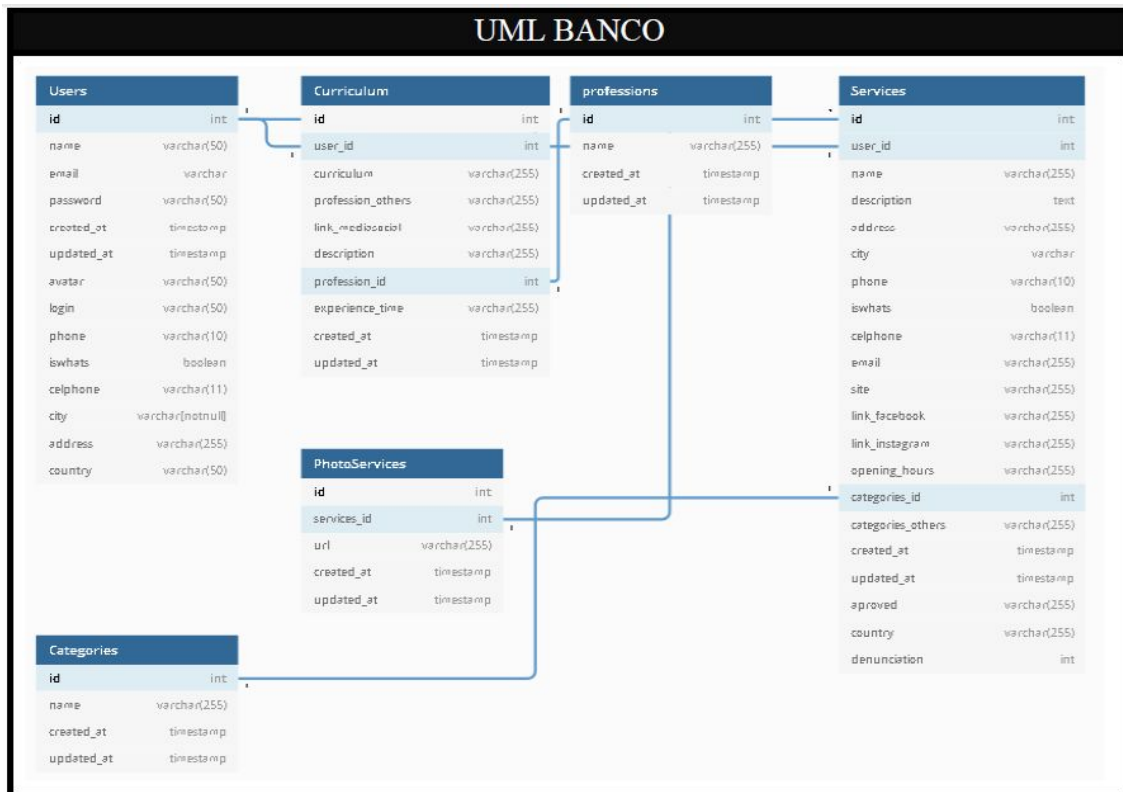 UML BANCO
Users
id int
name varchar(50)
email varchar
password varchar(50)
created_at timestamp
updated_at timestamp
avatar varchar(50)
login varchar(50)
phone varchar(10)
iswhats boolean
celphone varchar(11)
city varchar[notnull]
address varchar(255)
country varchar(50)
Curriculum
id int
user_id int
curriculum varchar(255)
profession_others varchar(255)
link_mediasocial varchar(255)
description varchar(255)
profession_id int
experience_time varchar(255)
created_at timestamp
updated_at timestamp
professions
id int
name varchar(255)
created_at timestamp
updated_at timestamp
Services
id int
user_id int
name varchar(255)
description text
address varchar(255)
city varchar
phone varchar(10)
iswhats boolean
celphone varchar(11)
email varchar(255)
site varchar(255)
link_facebook varchar(255)
link_instagram varchar(255)
opening_hours varchar(255)
categories_id int
categories_others varchar(255)
created_at timestamp
updated_at timestamp
aproved varchar(255)
country varchar(255)
denunciation int
PhotoServices
id int
services_id int
url varchar(255)
created_at timestamp
updated_at timestamp
Categories
id int
name varchar(255)
created_at timestamp
updated_at timestamp